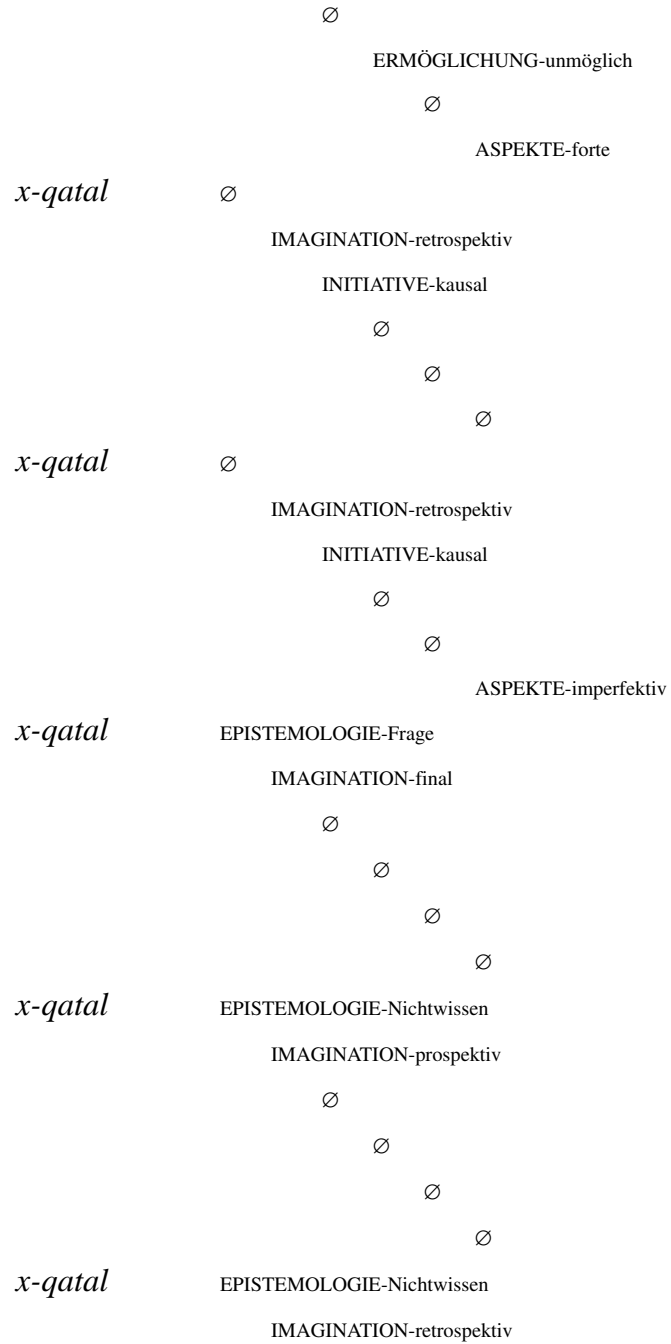 ∅
ERMÖGLICHUNG-unmöglich
∅
ASPEKTE-forte
x-qatal ∅
IMAGINATION-retrospektiv
INITIATIVE-kausal
∅
∅
∅
x-qatal ∅
IMAGINATION-retrospektiv
INITIATIVE-kausal
∅
∅
ASPEKTE-imperfektiv
x-qatal EPISTEMOLOGIE-Frage
IMAGINATION-final
∅
∅
∅
∅
x-qatal EPISTEMOLOGIE-Nichtwissen
IMAGINATION-prospektiv
∅
∅
∅
∅
x-qatal EPISTEMOLOGIE-Nichtwissen
IMAGINATION-retrospektiv